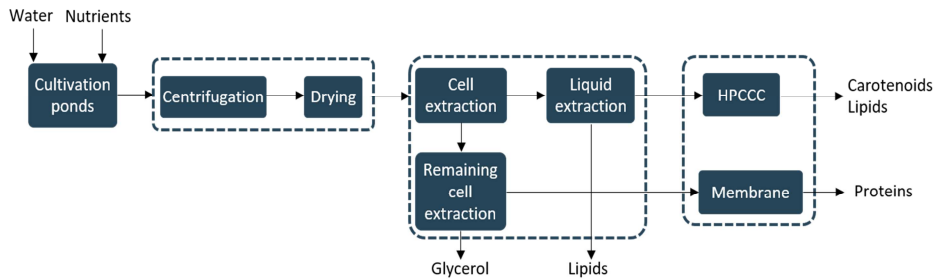 Water Nutrients
Cultivation
ponds
Centrifugation
Drying
Cell
extraction
Liquid
extraction
HPCCC
Carotenoids
Lipids
Remaining
cell
extraction
Membrane
Proteins
Glycerol
Lipids